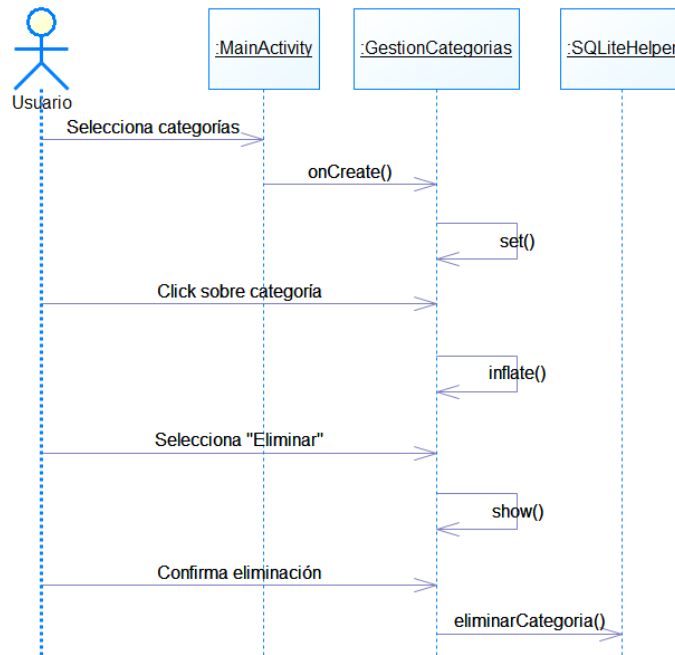 :MainActivity
:GestionCategorias
:SQLiteHelper
Usuario
Selecciona categorías
onCreate()
set()
Click sobre categoría
inflate()
Selecciona "Eliminar"
show()
Confirma eliminación
eliminarCategoria()